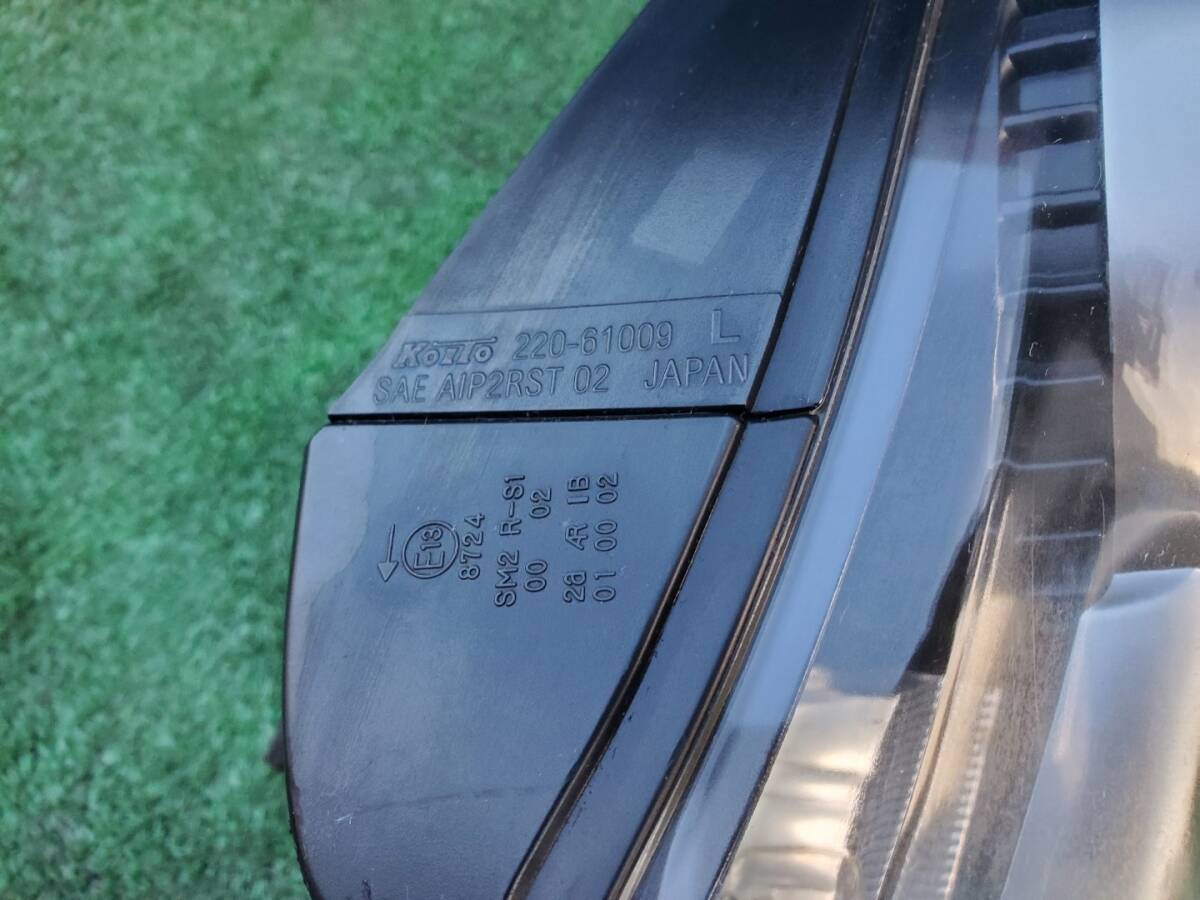 KOITO 220-61009 L
SAE AIP2RST 02 JAPAN
E13
8724
SM2 R-S1
00 02
2a AR IB
01 00 02